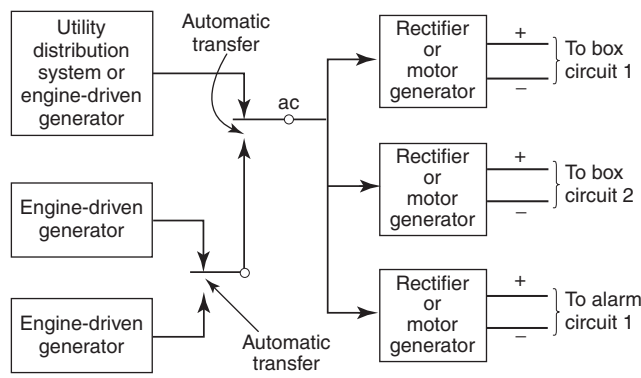 Utility
distribution
system or
engine-driven
generator
Automatic
transfer
ac
Automatic
transfer
Engine-driven
generator
Engine-driven
generator
Automatic
transfer
Rectifier
or
motor
generator
+
−
To box
circuit 1
Rectifier
or
motor
generator
+
−
To box
circuit 2
Rectifier
or
motor
generator
+
−
To alarm
circuit 1